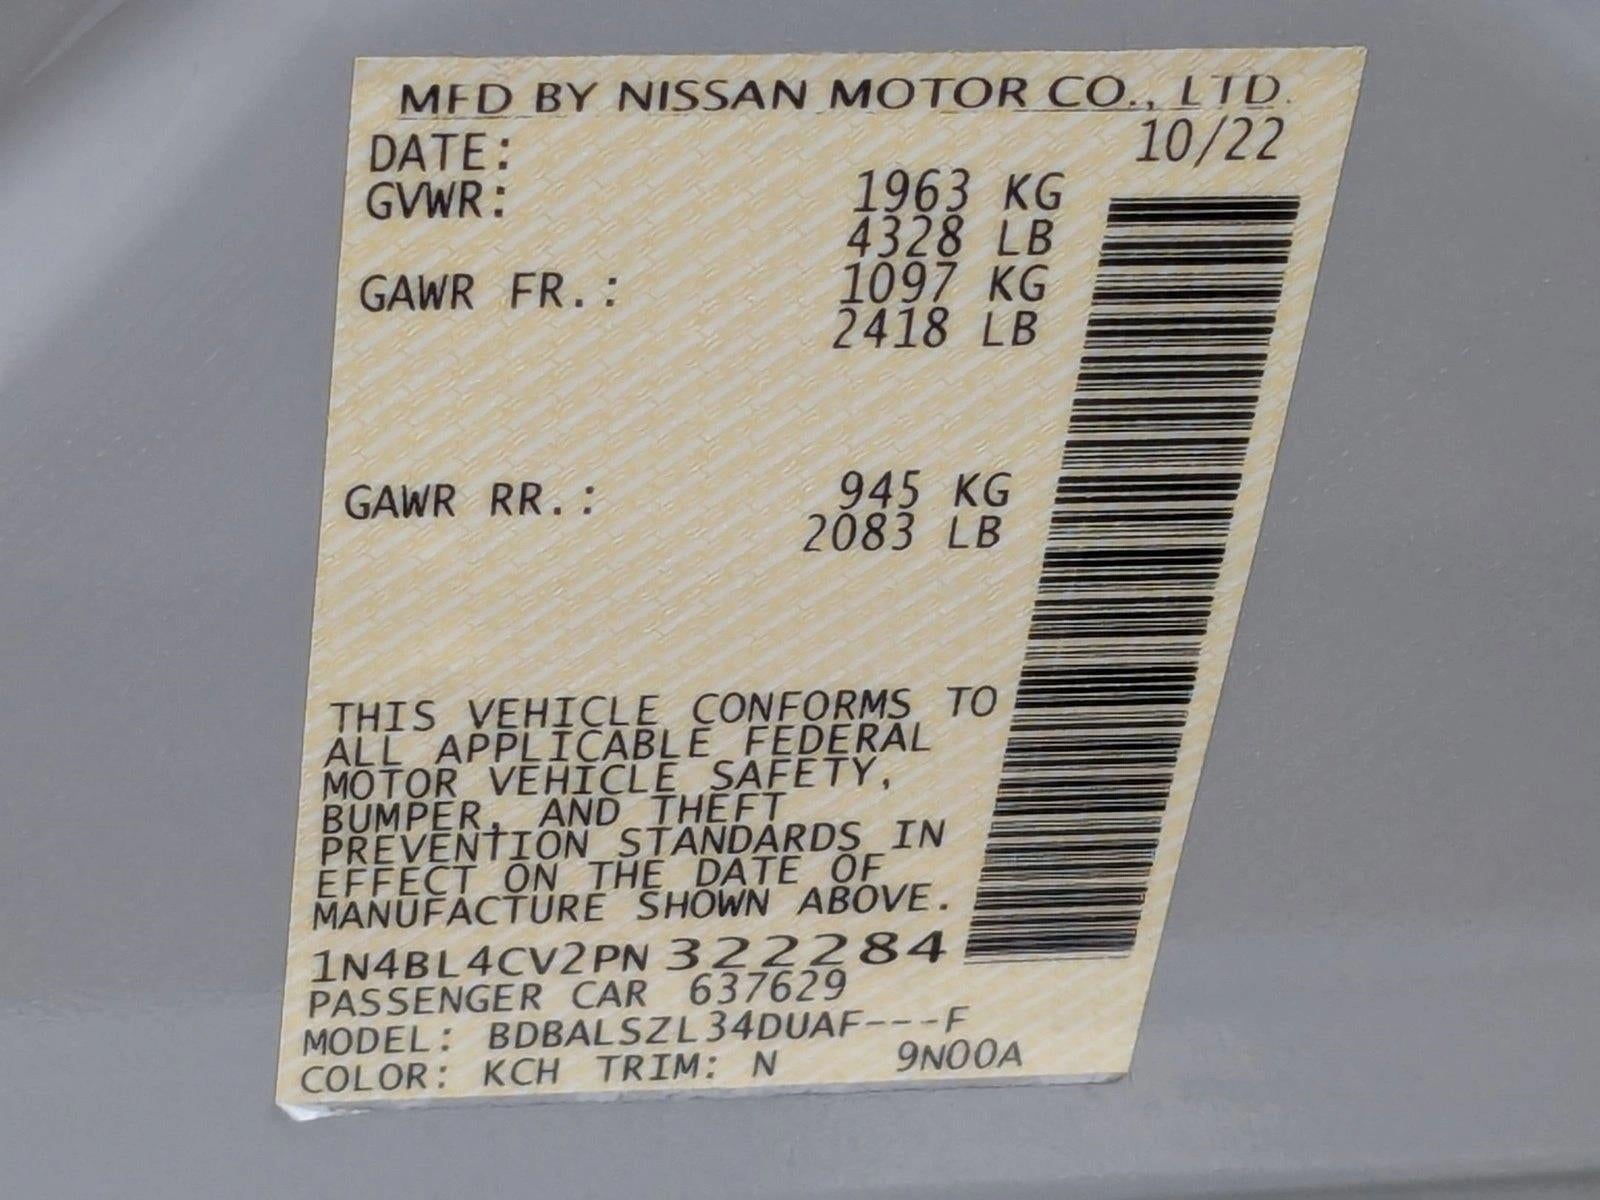 MFD BY NISSAN MOTOR CO., LTD.
DATE: 10/22
GVWR: 1963 KG
4328 LB
GAWR FR.: 1097 KG
2418 LB
GAWR RR.: 945 KG
2083 LB
THIS VEHICLE CONFORMS TO
ALL APPLICABLE FEDERAL
MOTOR VEHICLE SAFETY,
BUMPER, AND THEFT
PREVENTION STANDARDS IN
EFFECT ON THE DATE OF
MANUFACTURE SHOWN ABOVE.
1N4BL4CV2PN 322284
PASSENGER CAR 637629
MODEL: BDBALSZL34DUAF---F
COLOR: KCH TRIM: N 9N00A